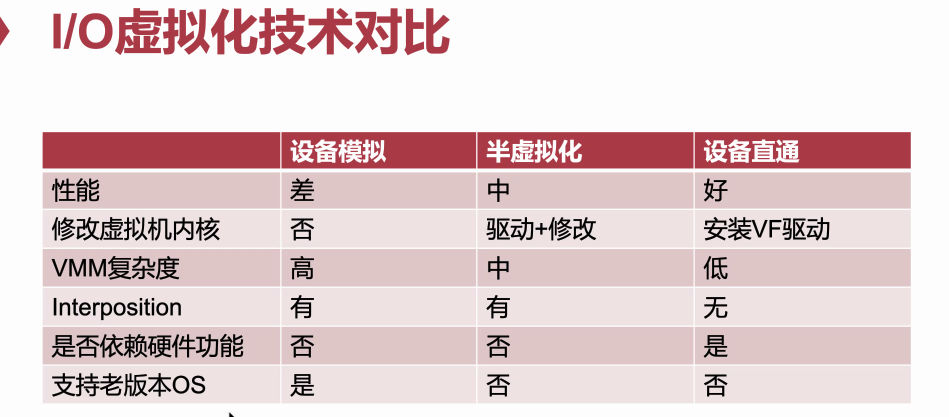 I/O虚拟化技术对比
设备模拟 半虚拟化 设备直通
性能 差 中 好
修改虚拟机内核 否 驱动+修改 安装VF驱动
VMM复杂度 高 中 低
Interposition 有 有 无
是否依赖硬件功能 否 否 是
支持老版本OS 是 否 否